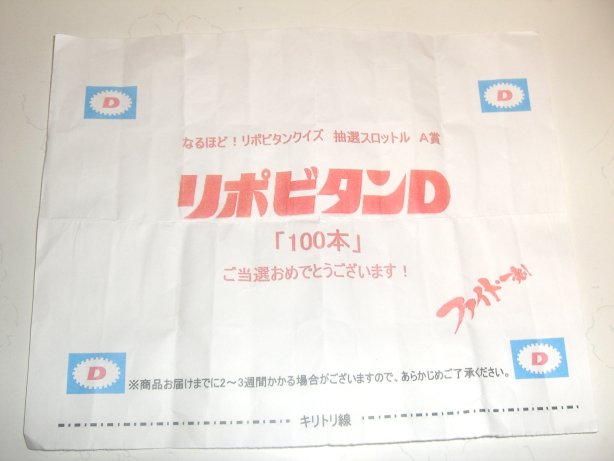 D
D
なるほど！リポビタンクイズ 抽選スロットル A賞
リポビタンD
「100本」
ご当選おめでとうございます！
ファイト・一発！
D
D
※商品お届けまでに2～3週間かかる場合がございますので、あらかじめご了承ください。
キリトリ線